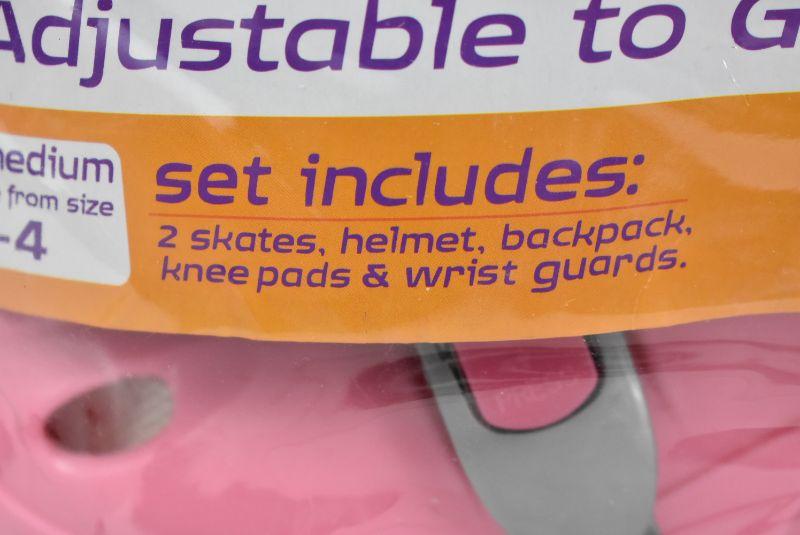 Adjustable to G
medium
from size
-4
set includes:
2 skates, helmet, backpack,
knee pads & wrist guards.